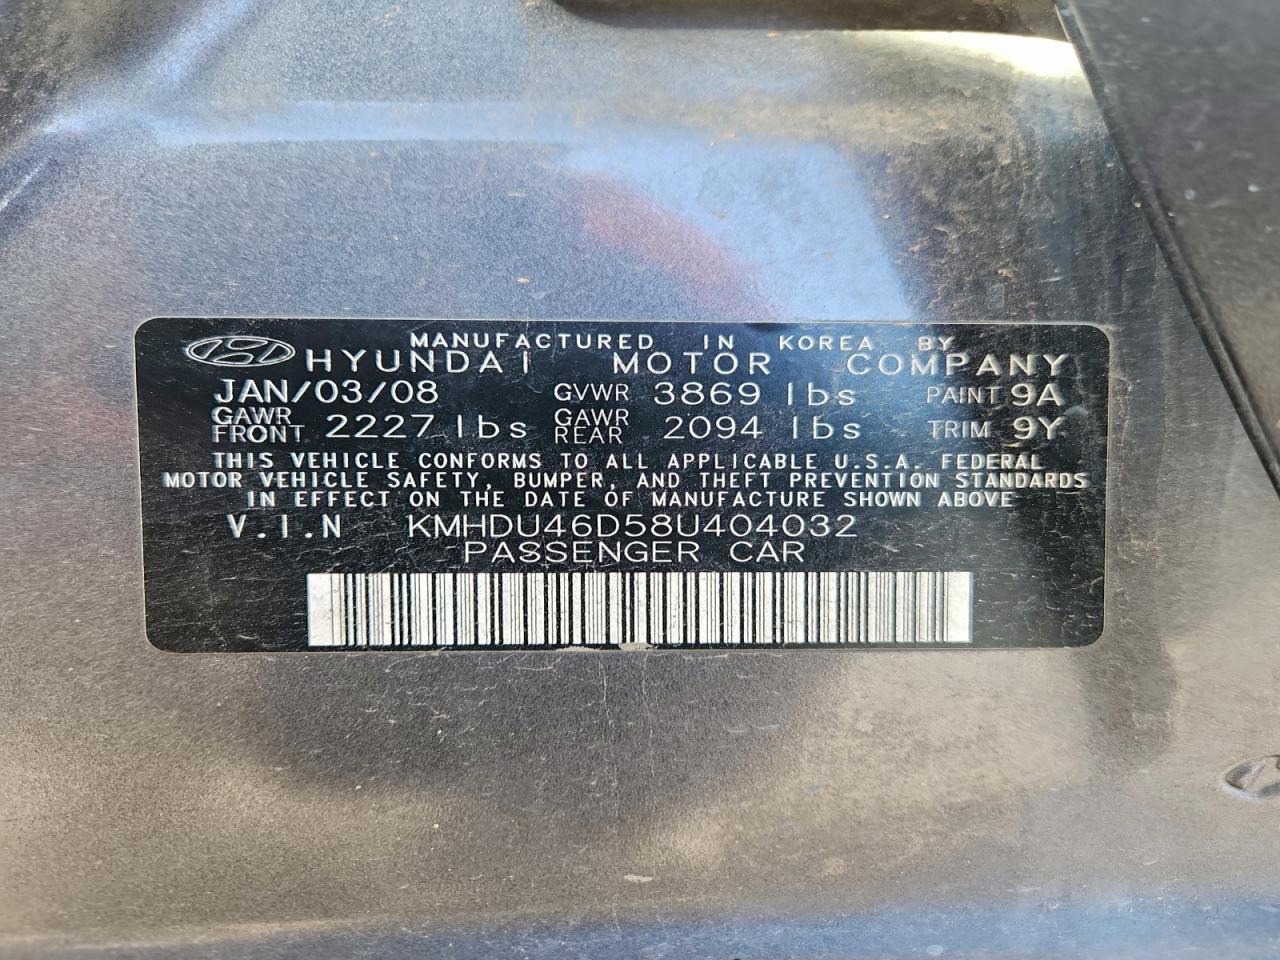 MANUFACTURED IN KOREA BY
HYUNDAI MOTOR COMPANY
JAN/03/08 GVWR 3869 lbs PAINT 9A
GAWR FRONT 2227 lbs GAWR REAR 2094 lbs TRIM 9Y
THIS VEHICLE CONFORMS TO ALL APPLICABLE U.S.A. FEDERAL
MOTOR VEHICLE SAFETY, BUMPER, AND THEFT PREVENTION STANDARDS
IN EFFECT ON THE DATE OF MANUFACTURE SHOWN ABOVE
V.I.N KMHDU46D58U404032
PASSENGER CAR